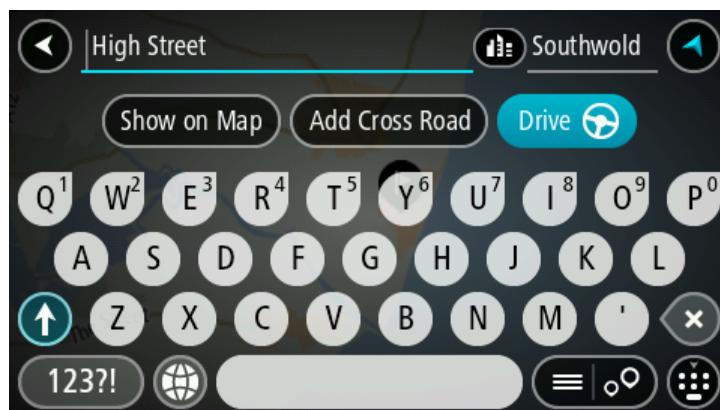 High Street Southwold
Show on Map Add Cross Road Drive
Q1 W2 E3 R4 T5 Y6 U7 I8 O9 P0
A S D F G H J K L
Z X C V B N M '
123?!